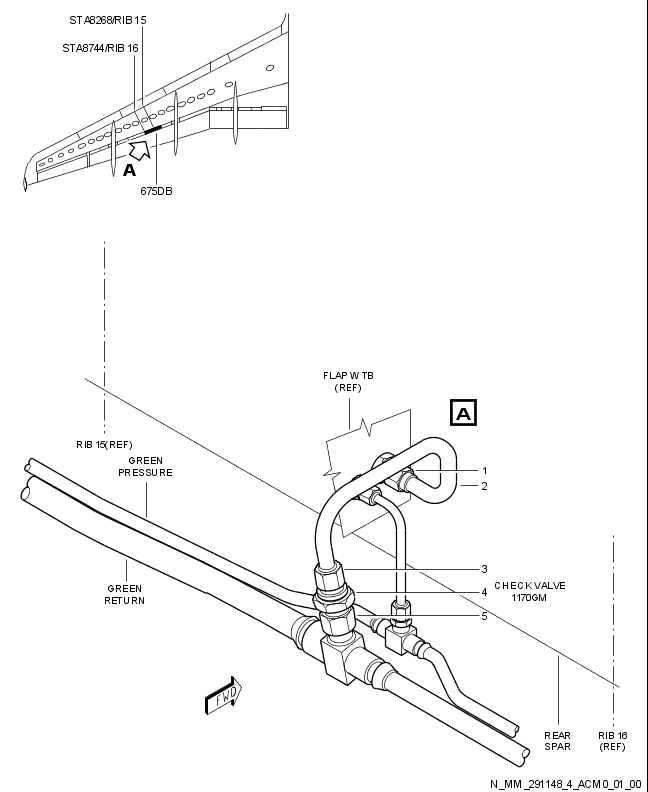 STA8268/RIB 15
STA8744/RIB 16
A
675DB
FLAP WTB
(REF)
A
RIB 15(REF)
GREEN
PRESSURE
1
2
3
4
CHECK VALVE
1170GM
5
GREEN
RETURN
FWD
REAR
SPAR
RIB 16
(REF)
N_MM_291148_4_ACM0_01_00